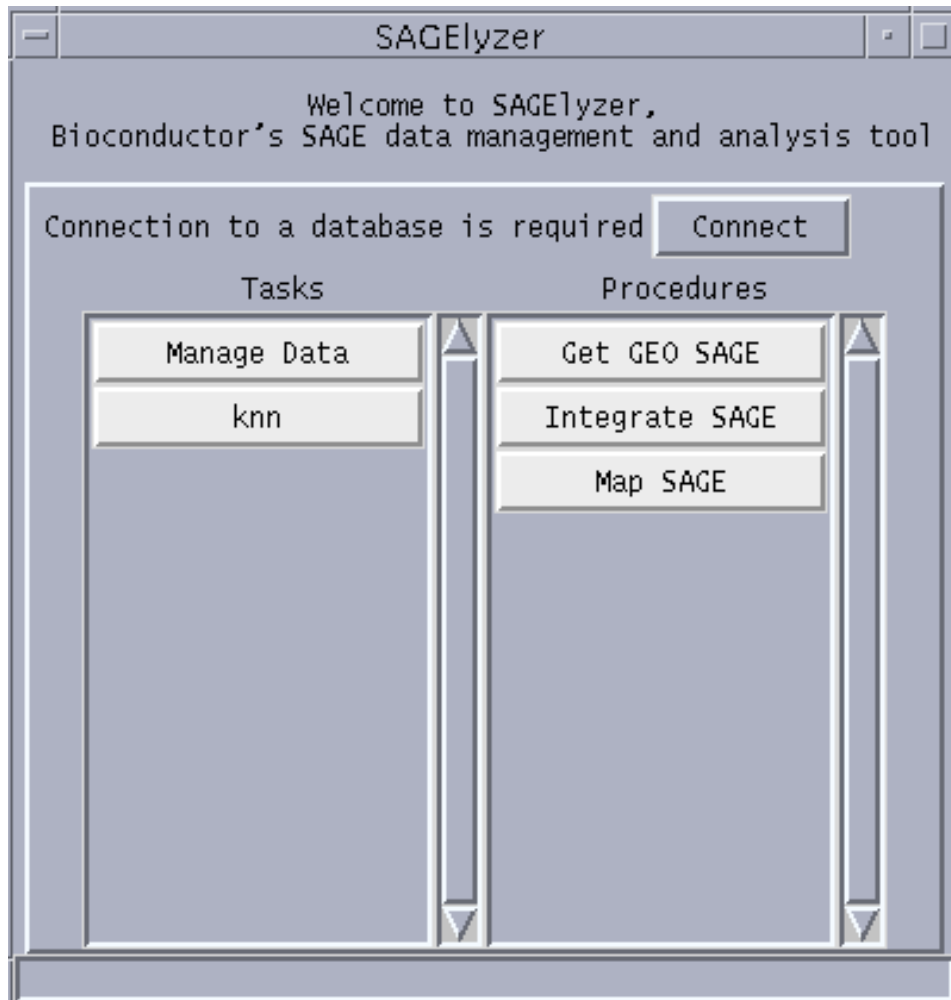 SAGElyzer
Welcome to SAGElyzer,
Bioconductor's SAGE data management and analysis tool
Connection to a database is required Connect
Tasks Procedures
Manage Data Get GEO SAGE
knn Integrate SAGE
Map SAGE